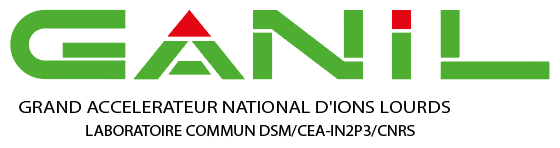 GANIL
GRAND ACCELERATEUR NATIONAL D'IONS LOURDS
LABORATOIRE COMMUN DSM/CEA-IN2P3/CNRS